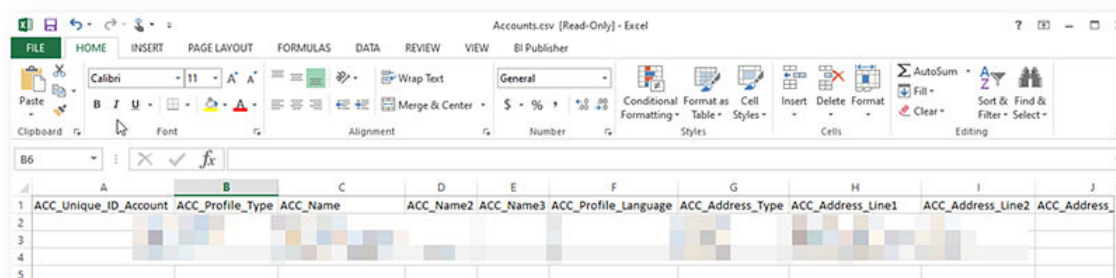 Accounts.csv [Read-Only] - Excel
FILE HOME INSERT PAGE LAYOUT FORMULAS DATA REVIEW VIEW BI Publisher
Calibri 11 A A Wrap Text General AutoSum
Paste B I U A Merge & Center $ % , Conditional Formatting Format as Table Cell Styles Insert Delete Format Fill Clear Sort & Filter Find & Select
Clipboard Font Alignment Number Styles Cells Editing
B6 fx
A B C D E F G H I J
1 ACC_Unique_ID_Account ACC_Profile_Type ACC_Name ACC_Name2 ACC_Name3 ACC_Profile_Language ACC_Address_Type ACC_Address_Line1 ACC_Address_Line2 ACC_Address_
2
3
4
5